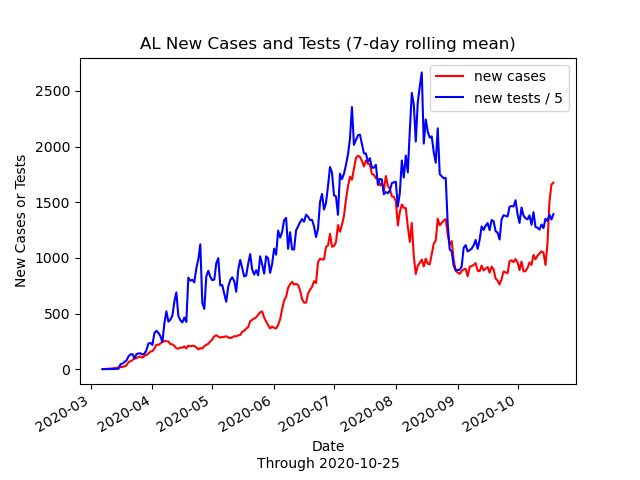 AL New Cases and Tests (7-day rolling mean)
new cases
new tests / 5
New Cases or Tests
2500
2000
1500
1000
500
0
2020-03
2020-04
2020-05
2020-06
2020-07
2020-08
2020-09
2020-10
Date
Through 2020-10-25